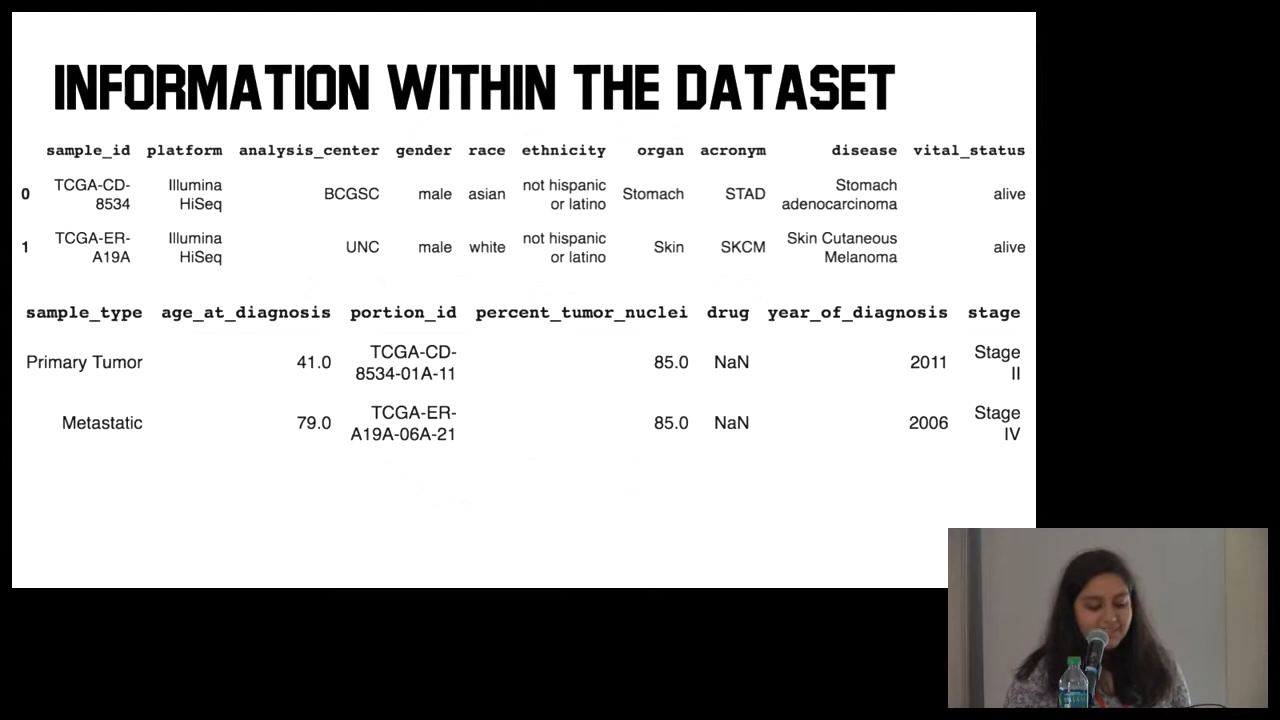 INFORMATION WITHIN THE DATASET
sample_id platform analysis_center gender race ethnicity organ acronym disease vital_status
0 TCGA-CD-8534 Illumina HiSeq BCGSC male asian not hispanic or latino Stomach STAD Stomach adenocarcinoma alive
1 TCGA-ER-A19A Illumina HiSeq UNC male white not hispanic or latino Skin SKCM Skin Cutaneous Melanoma alive
sample_type age_at_diagnosis portion_id percent_tumor_nuclei drug year_of_diagnosis stage
Primary Tumor 41.0 TCGA-CD-8534-01A-11 85.0 NaN 2011 Stage II
Metastatic 79.0 TCGA-ER-A19A-06A-21 85.0 NaN 2006 Stage IV